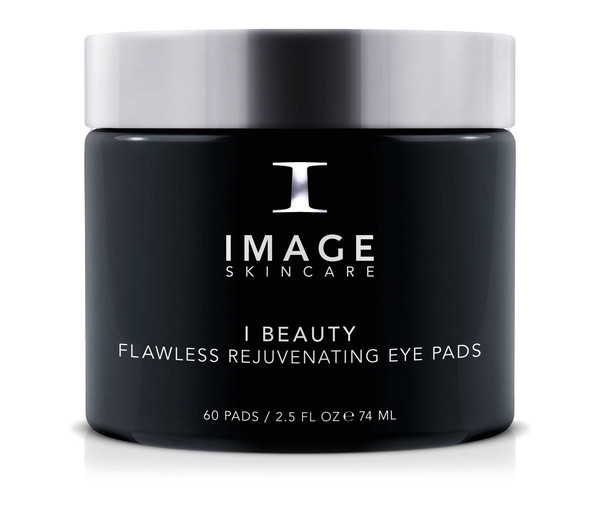 I
IMAGE
SKINCARE
I BEAUTY
FLAWLESS REJUVENATING EYE PADS
60 PADS / 2.5 FL OZ ℮ 74 ML